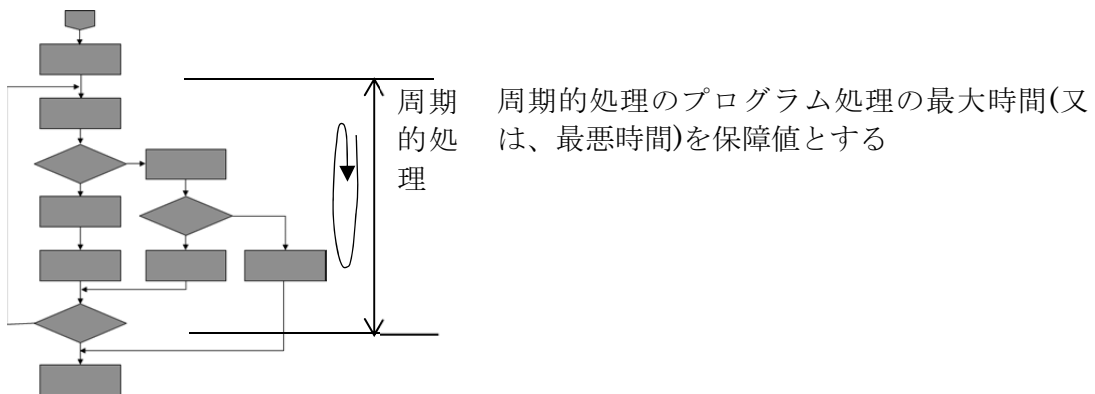 周期
的処
理
周期的処理のプログラム処理の最大時間(又
は、最悪時間)を保障値とする